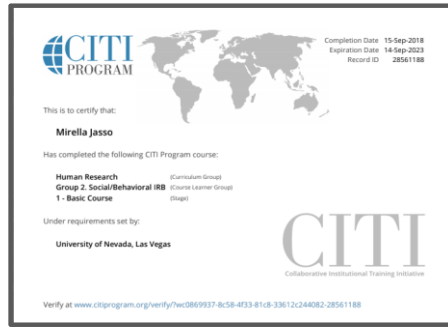 CITI
PROGRAM
Completion Date 15-Sep-2018
Expiration Date 14-Sep-2023
Record ID 28561188
This is to certify that:
Mirella Jasso
Has completed the following CITI Program course:
Human Research (Curriculum Group)
Group 2. Social/Behavioral IRB (Course Learner Group)
1 - Basic Course (Stage)
Under requirements set by:
University of Nevada, Las Vegas
CITI
Collaborative Institutional Training Initiative
Verify at www.citiprogram.org/verify/?wc0869937-8c58-4f33-81c8-33612c244082-28561188